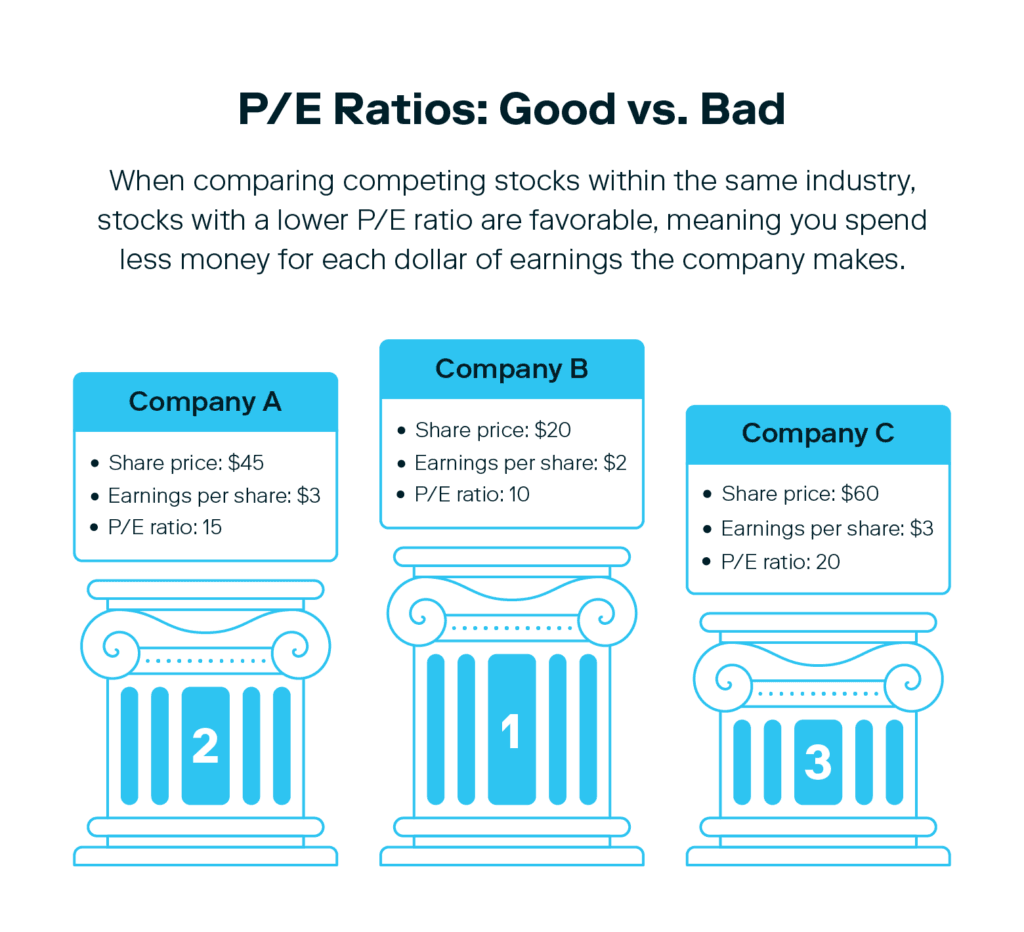 P/E Ratios: Good vs. Bad
When comparing competing stocks within the same industry,
stocks with a lower P/E ratio are favorable, meaning you spend
less money for each dollar of earnings the company makes.
Company A
• Share price: $45
• Earnings per share: $3
• P/E ratio: 15
2
Company B
• Share price: $20
• Earnings per share: $2
• P/E ratio: 10
1
Company C
• Share price: $60
• Earnings per share: $3
• P/E ratio: 20
3